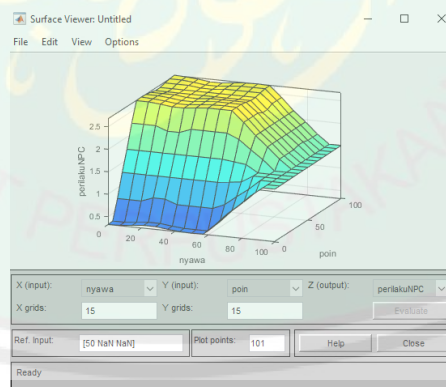 Surface Viewer: Untitled
File Edit View Options
perilakuNPC
2.5
2
1.5
1
0.5
0 20 40 60 80 100
nyawa
0 50 100
poin
X (input): nyawa Y (input): poin Z (output): perilakuNPC
X grids: 15 Y grids: 15 Evaluate
Ref. Input: [50 NaN NaN] Plot points: 101 Help Close
Ready